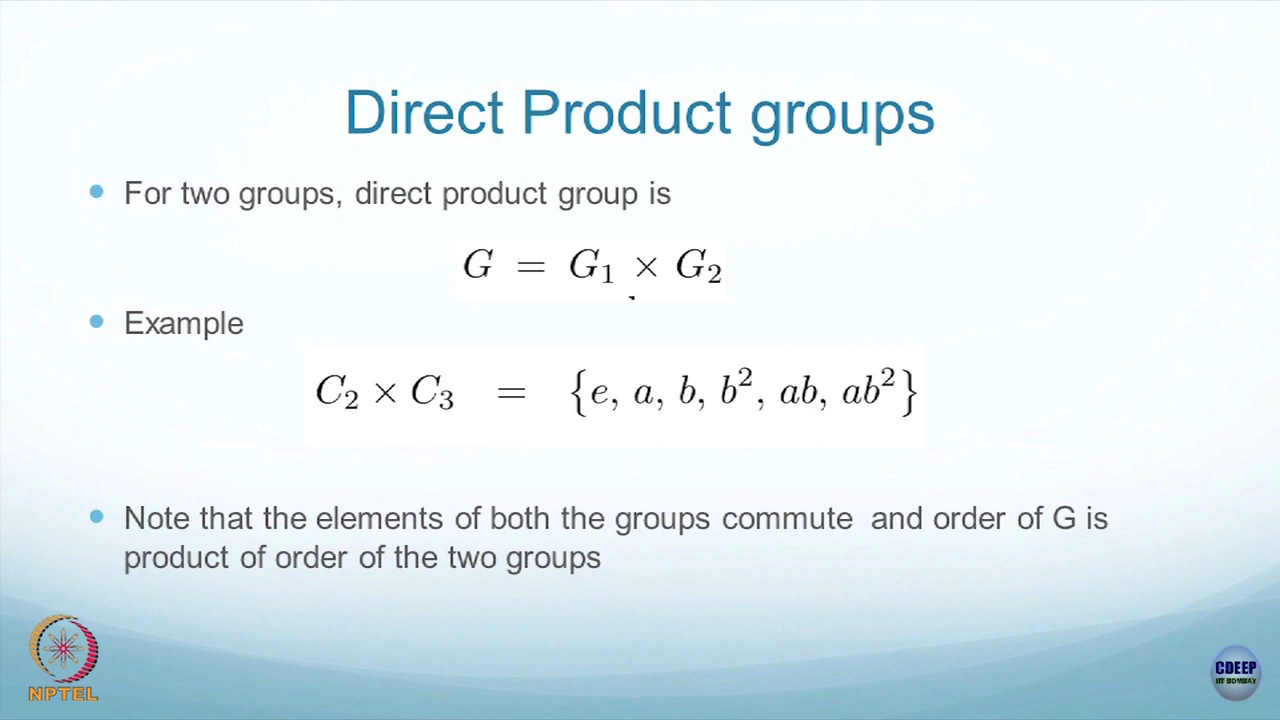 Direct Product groups
For two groups, direct product group is
G = G₁ × G₂
Example
C₂ × C₃ = {e, a, b, b², ab, ab²}
Note that the elements of both the groups commute and order of G is
product of order of the two groups
NPTEL
CDEEP
IIT BOMBAY